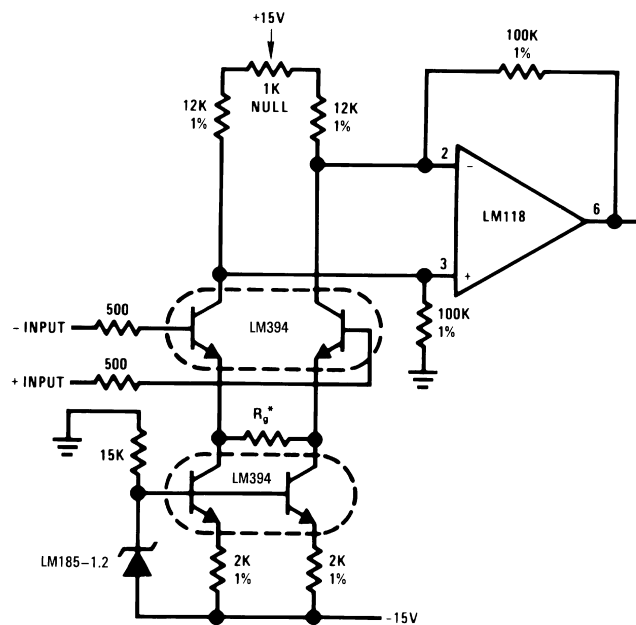 +15V
1K
NULL
12K
1%
12K
1%
100K
1%
2
−
LM118
6
3
+
100K
1%
500
− INPUT
LM394
500
+ INPUT
Rg*
15K
LM394
LM185−1.2
2K
1%
2K
1%
−15V